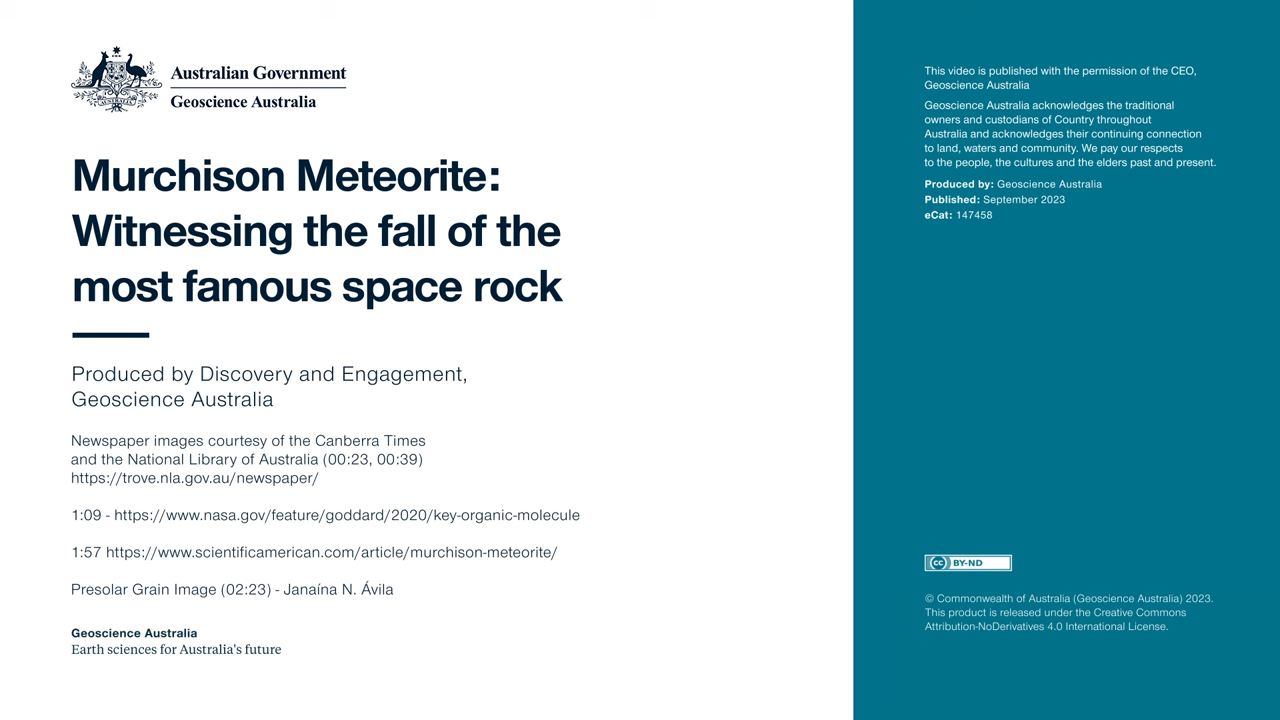 Australian Government
Geoscience Australia
Murchison Meteorite:
Witnessing the fall of the
most famous space rock
Produced by Discovery and Engagement,
Geoscience Australia
Newspaper images courtesy of the Canberra Times
and the National Library of Australia (00:23, 00:39)
https://trove.nla.gov.au/newspaper/
1:09 - https://www.nasa.gov/feature/goddard/2020/key-organic-molecule
1:57 https://www.scientificamerican.com/article/murchison-meteorite/
Presolar Grain Image (02:23) - Janaína N. Ávila
Geoscience Australia
Earth sciences for Australia's future
This video is published with the permission of the CEO,
Geoscience Australia
Geoscience Australia acknowledges the traditional
owners and custodians of Country throughout
Australia and acknowledges their continuing connection
to land, waters and community. We pay our respects
to the people, the cultures and the elders past and present.
Produced by: Geoscience Australia
Published: September 2023
eCat: 147458
cc BY-ND
© Commonwealth of Australia (Geoscience Australia) 2023.
This product is released under the Creative Commons
Attribution-NoDerivatives 4.0 International License.